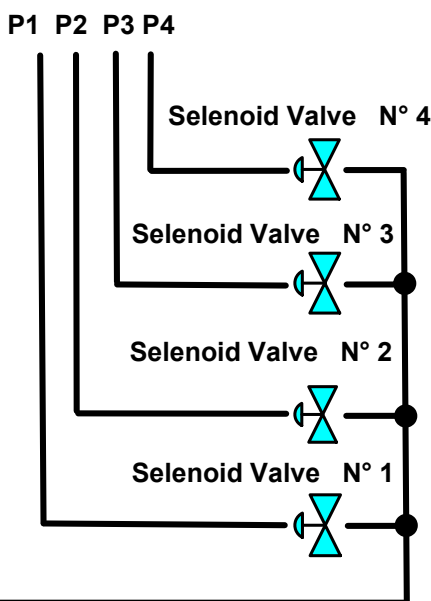 P1 P2 P3 P4
Selenoid Valve N° 4
Selenoid Valve N° 3
Selenoid Valve N° 2
Selenoid Valve N° 1